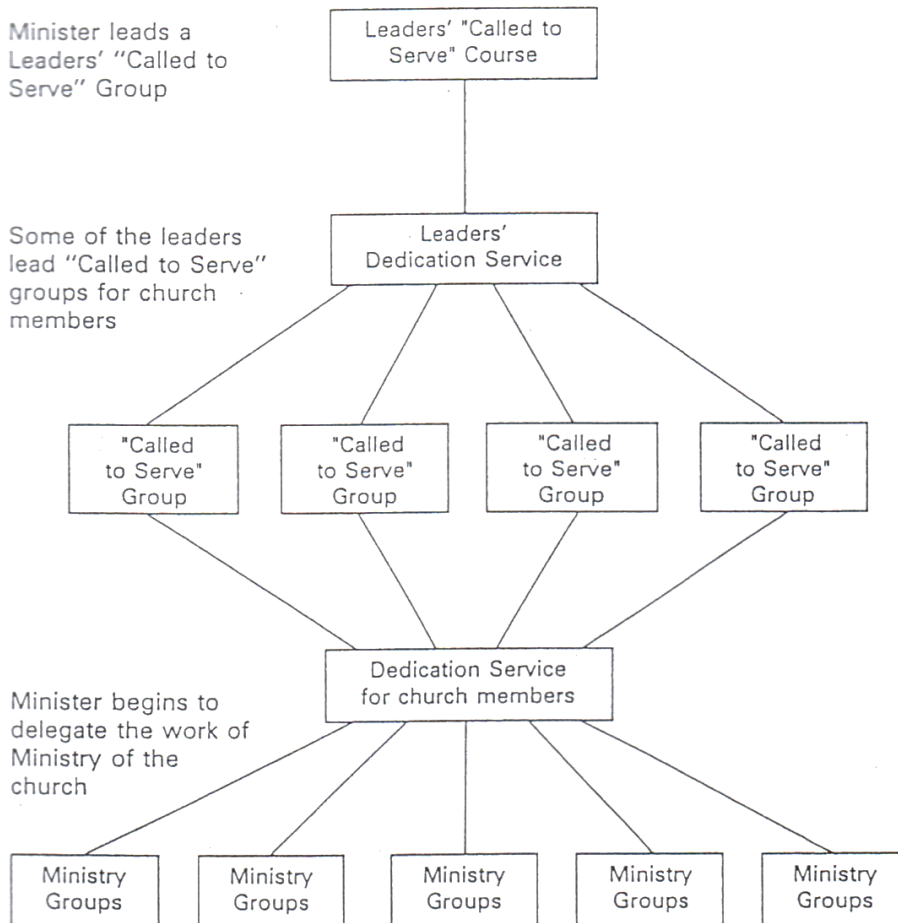 Minister leads a
Leaders' "Called to
Serve" Group
Leaders' "Called to
Serve" Course
Some of the leaders
lead "Called to Serve"
groups for church
members
Leaders'
Dedication Service
"Called
to Serve"
Group
"Called
to Serve"
Group
"Called
to Serve"
Group
"Called
to Serve"
Group
Dedication Service
for church members
Minister begins to
delegate the work of
Ministry of the
church
Ministry
Groups
Ministry
Groups
Ministry
Groups
Ministry
Groups
Ministry
Groups